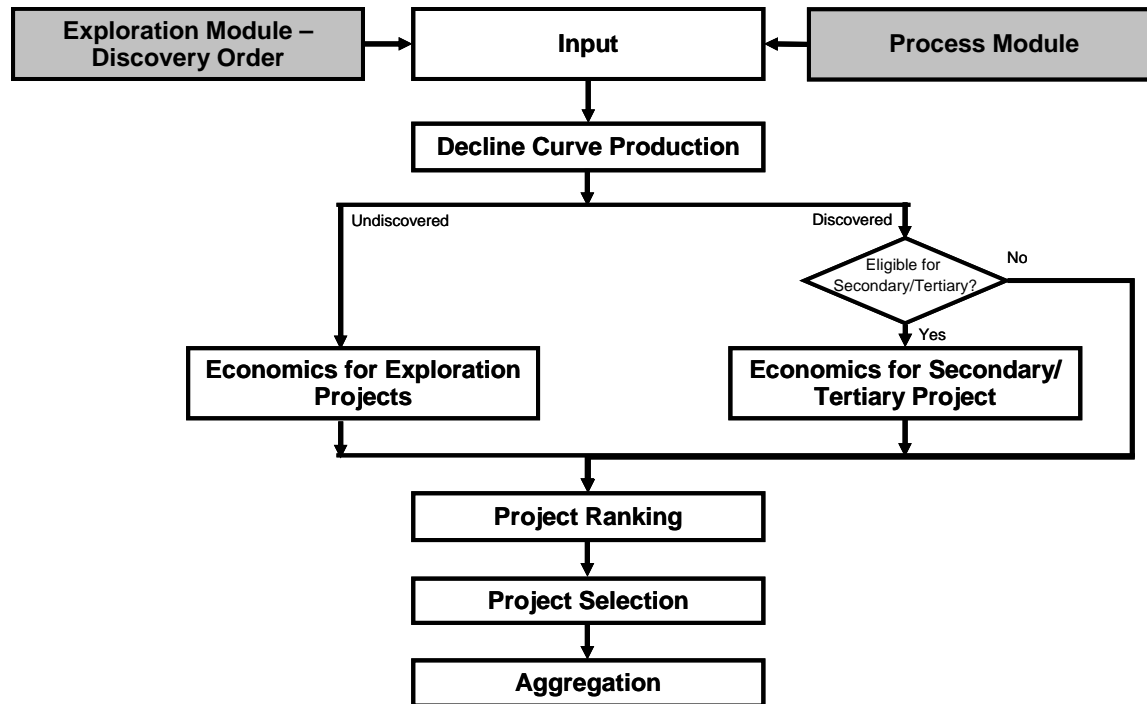 Exploration Module –
Discovery Order
Input
Process Module
Decline Curve Production
Undiscovered
Discovered
Eligible for
Secondary/Tertiary?
No
Yes
Economics for Exploration
Projects
Economics for Secondary/
Tertiary Project
Project Ranking
Project Selection
Aggregation